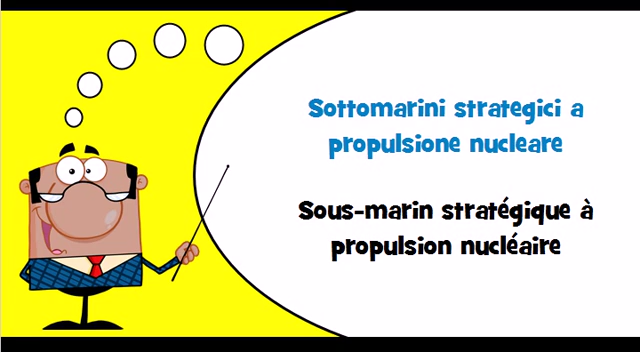 Sottomarini strategici a
propulsione nucleare
Sous-marin stratégique à
propulsion nucléaire